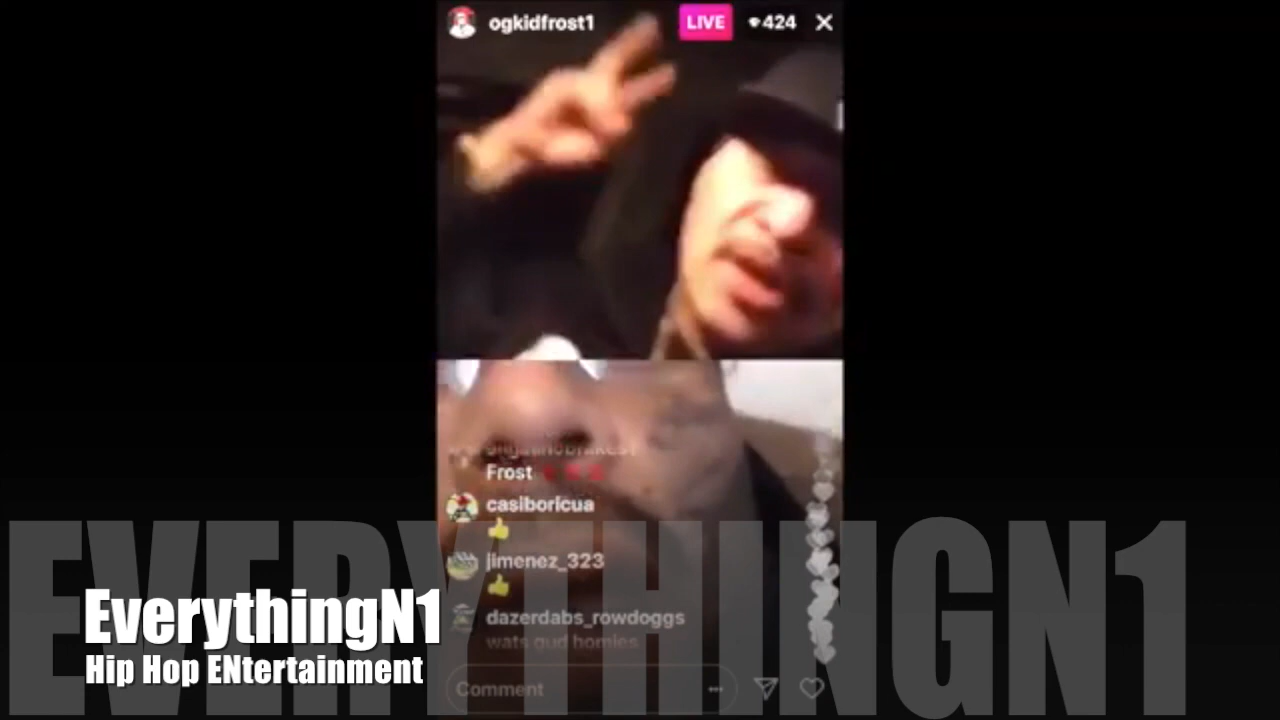 ogkidfrost1
LIVE
424
Frost
casiboricua
jimenez_323
dazerdabs_rowdoggs
wats gud homies
Comment
EVERYTHINGN1
EverythingN1
Hip Hop ENtertainment